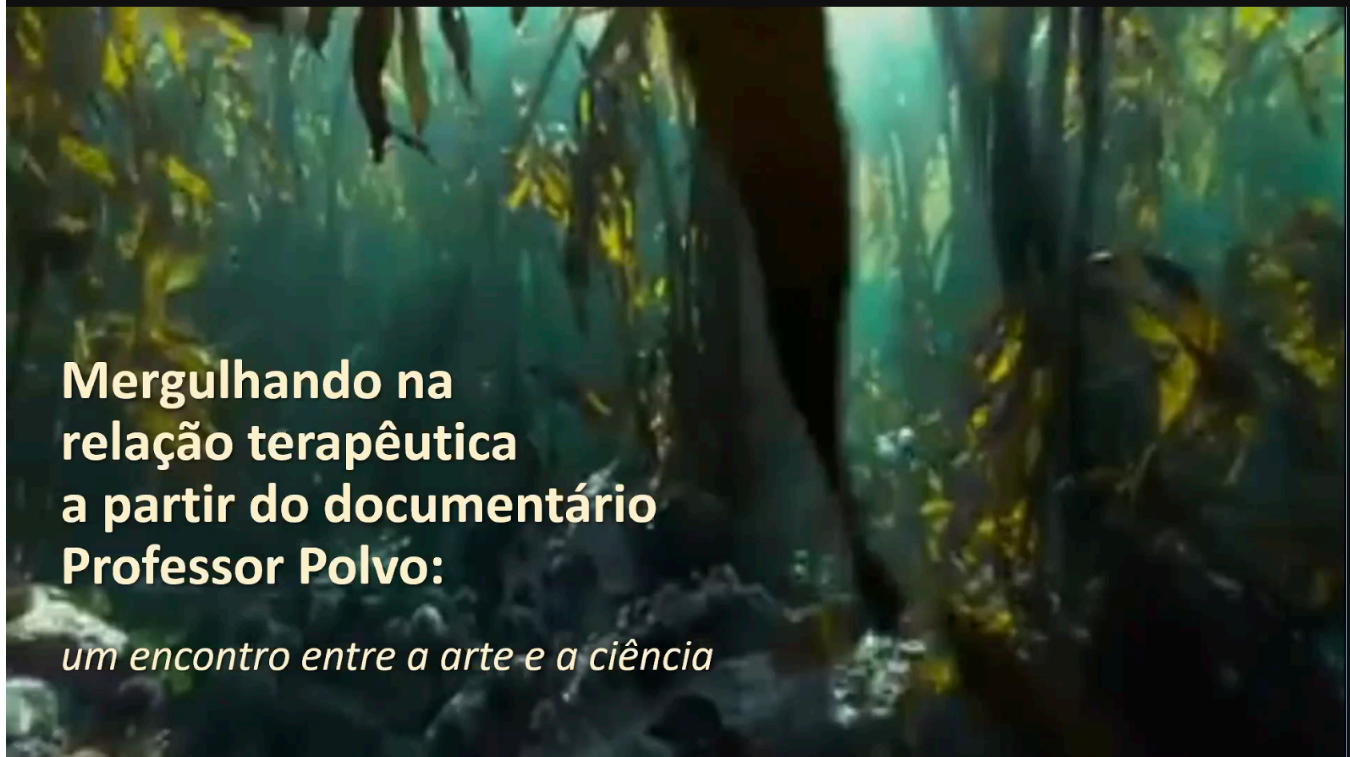 Mergulhando na
relação terapêutica
a partir do documentário
Professor Polvo:
um encontro entre a arte e a ciência